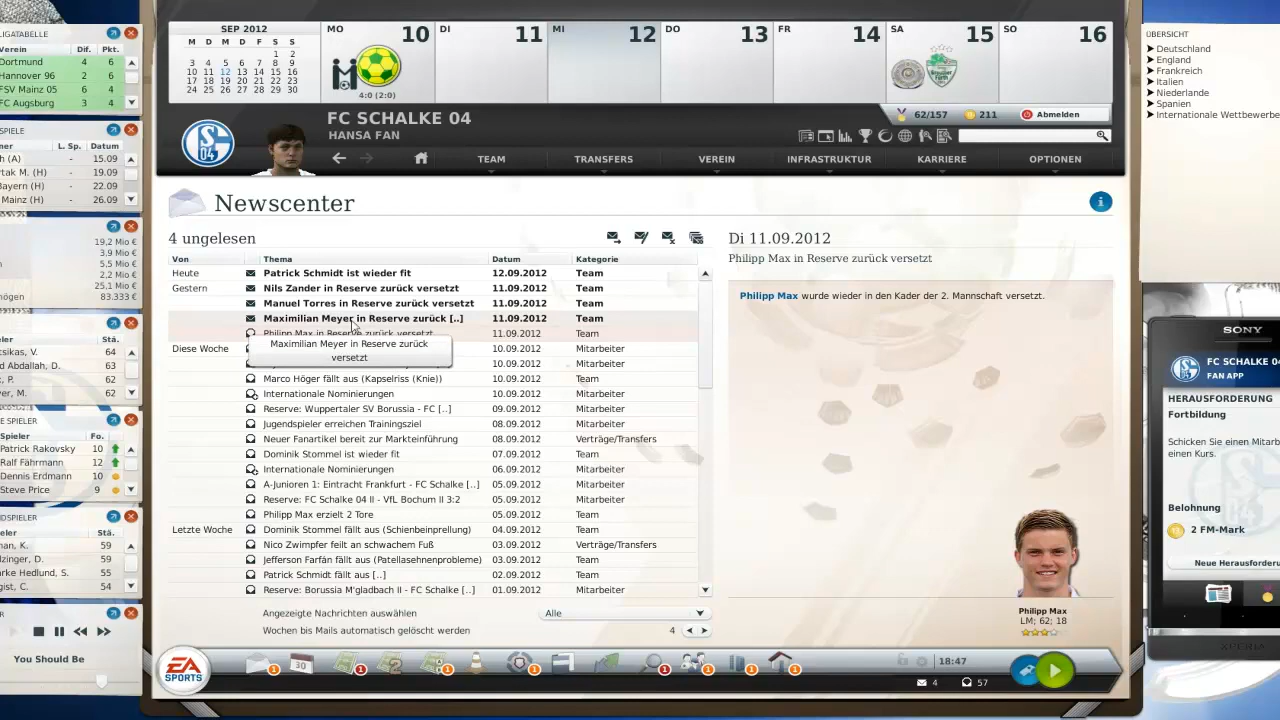 LIGATABELLE
Verein Dif. Pkt.
Dortmund 4 6
Hannover 96 2 6
FSV Mainz 05 6 4
FC Augsburg 3 4
SPIELE
L. Sp. Datum
(A) - 15.09
M. (H) - 19.09
Bayern (H) - 22.09
Mainz (H) - 26.09
19,2 Mio €
3,9 Mio €
5,5 Mio €
2,2 Mio €
25,1 Mio €
83.333 €
Stä.
64
Abdallah, D. 63
62
62
SPIELER
Spieler Fo.
Patrick Rakovsky 10
Ralf Fährmann 12
Dennis Erdmann 10
Steve Price 9
Stä.
59
59
Hedlund, S. 55
54
You Should Be
SEP 2012
M D M D F S S
1 2
3 4 5 6 7 8 9
10 11 12 13 14 15 16
17 18 19 20 21 22 23
24 25 26 27 28 29 30
MO 10
4:0 (2:0)
DI 11
MI 12
DO 13
FR 14
SA 15
SO 16
FC SCHALKE 04
HANSA FAN
62/157 211 Abmelden
TEAM TRANSFERS VEREIN INFRASTRUKTUR KARRIERE OPTIONEN
Newscenter
4 ungelesen
Von Thema Datum Kategorie
Heute Patrick Schmidt ist wieder fit 12.09.2012 Team
Gestern Nils Zander in Reserve zurück versetzt 11.09.2012 Team
Manuel Torres in Reserve zurück versetzt 11.09.2012 Team
Maximilian Meyer in Reserve zurück [..] 11.09.2012 Team
Philipp Max in Reserve zurück versetzt 11.09.2012 Team
Maximilian Meyer in Reserve zurück
versetzt
Diese Woche 10.09.2012 Mitarbeiter
10.09.2012 Mitarbeiter
Marco Höger fällt aus (Kapselriss (Knie)) 10.09.2012 Team
Internationale Nominierungen 10.09.2012 Mitarbeiter
Reserve: Wuppertaler SV Borussia - FC [..] 09.09.2012 Mitarbeiter
Jugendspieler erreichen Trainingsziel 08.09.2012 Mitarbeiter
Neuer Fanartikel bereit zur Markteinführung 08.09.2012 Verträge/Transfers
Dominik Stommel ist wieder fit 07.09.2012 Team
Internationale Nominierungen 06.09.2012 Mitarbeiter
A-Junioren 1: Eintracht Frankfurt - FC Schalke [..] 05.09.2012 Mitarbeiter
Reserve: FC Schalke 04 II - VfL Bochum II 3:2 05.09.2012 Mitarbeiter
Philipp Max erzielt 2 Tore 05.09.2012 Team
Letzte Woche Dominik Stommel fällt aus (Schienbeinprellung) 04.09.2012 Team
Nico Zwimpfer feilt an schwachem Fuß 03.09.2012 Verträge/Transfers
Jefferson Farfán fällt aus (Patellasehnenprobleme) 03.09.2012 Team
Patrick Schmidt fällt aus [..] 02.09.2012 Team
Reserve: Borussia M'gladbach II - FC Schalke [..] 01.09.2012 Mitarbeiter
Angezeigte Nachrichten auswählen Alle
Wochen bis Mails automatisch gelöscht werden 4
Di 11.09.2012
Philipp Max in Reserve zurück versetzt
Philipp Max wurde wieder in den Kader der 2. Mannschaft versetzt.
Philipp Max
LM; 62; 18
EA
SPORTS
18:47
4 57
ÜBERSICHT
Deutschland
England
Frankreich
Italien
Niederlande
Spanien
Internationale Wettbewerbe
SONY
FC SCHALKE 04
FAN APP
HERAUSFORDERUNG
Fortbildung
Schicken Sie einen Mitarb
einen Kurs.
Belohnung
2 FM-Mark
Neue Herausforderu
XPERIA